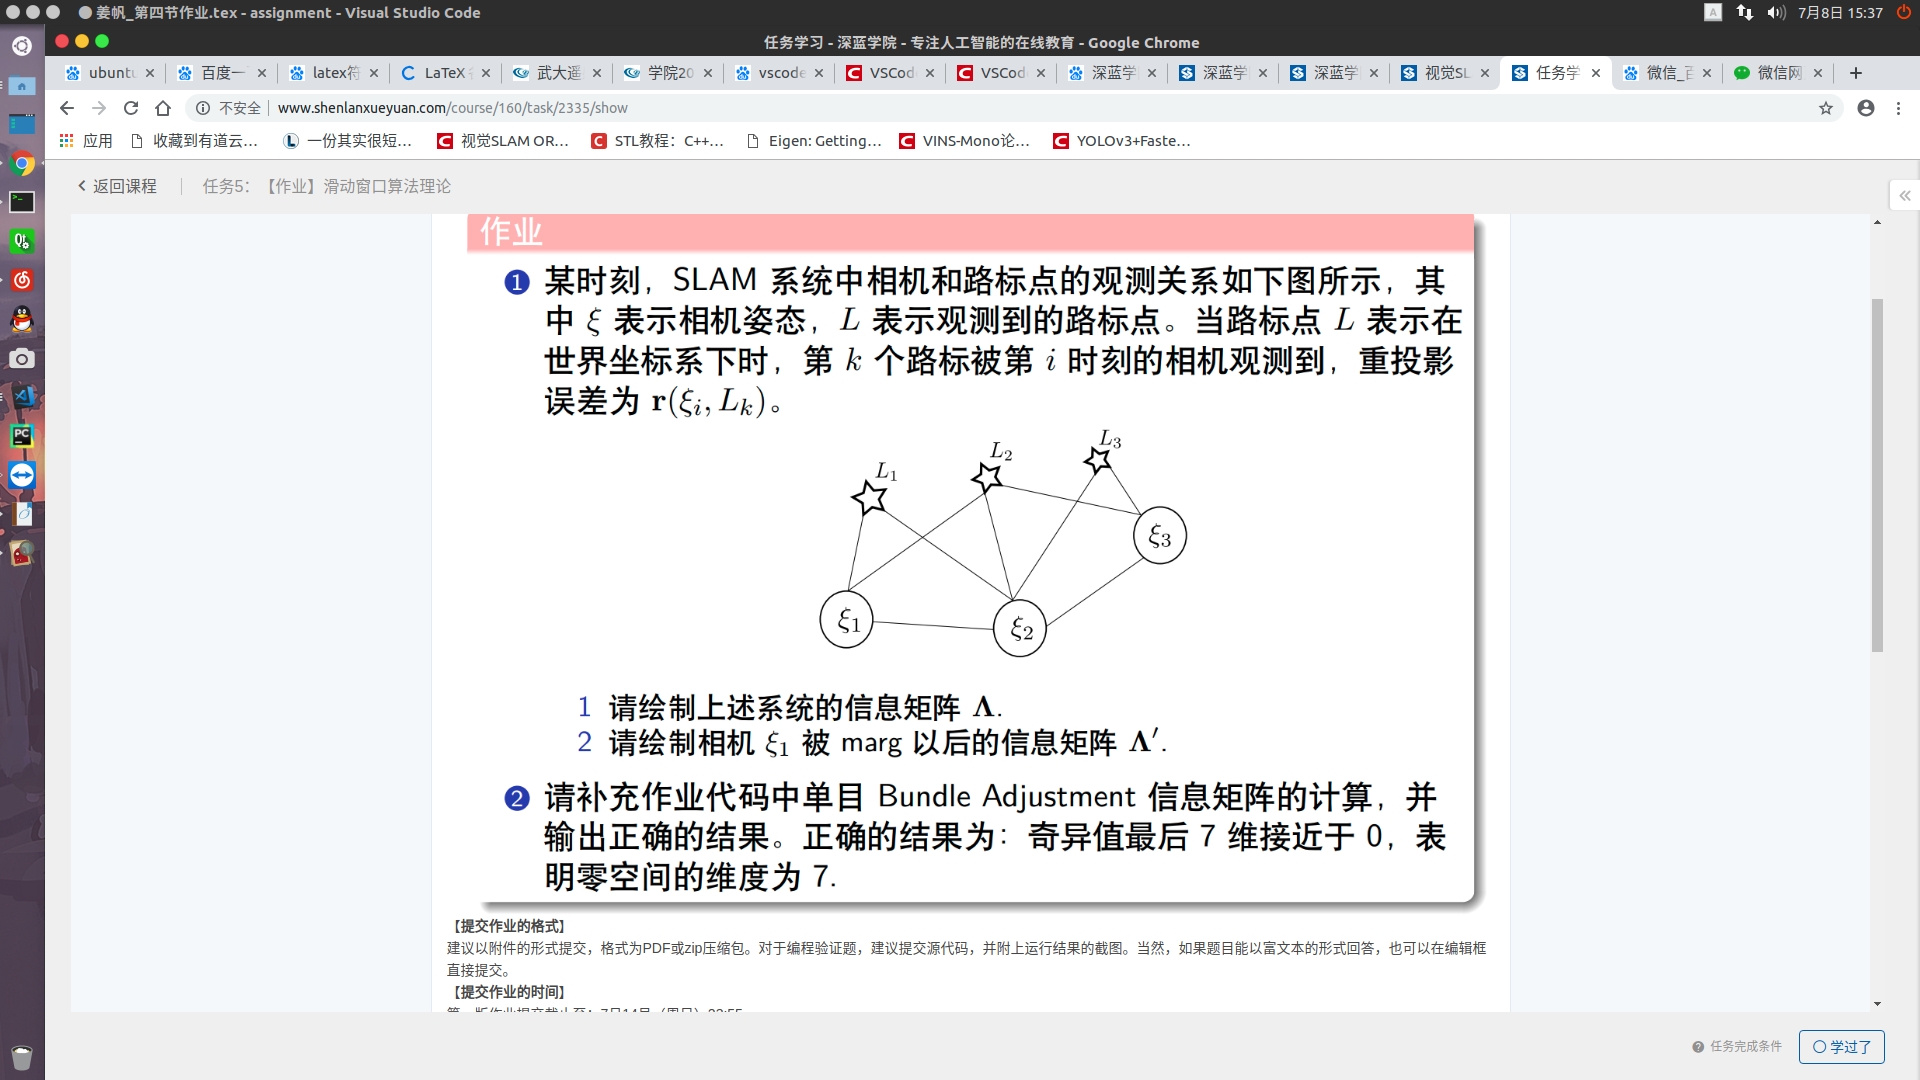 姜帆_第四节作业.tex - assignment - Visual Studio Code
A
7月8日 15:37
任务学习 - 深蓝学院 - 专注人工智能的在线教育 - Google Chrome
ubuntu
百度一
latex符
LaTeX
武大遥
学院20
vscode
VSCod
VSCod
深蓝学
深蓝学
深蓝学
视觉SL
任务学
微信_百
微信网
不安全 | www.shenlanxueyuan.com/course/160/task/2335/show
应用
收藏到有道云...
一份其实很短...
视觉SLAM OR...
STL教程：C++...
Eigen: Getting...
VINS-Mono论...
YOLOv3+Faste...
返回课程
任务5：【作业】滑动窗口算法理论
作业
1 某时刻，SLAM 系统中相机和路标点的观测关系如下图所示，其
中 ξ 表示相机姿态，L 表示观测到的路标点。当路标点 L 表示在
世界坐标系下时，第 k 个路标被第 i 时刻的相机观测到，重投影
误差为 r(ξi, Lk)。
L3
L2
L1
ξ3
ξ1
ξ2
1 请绘制上述系统的信息矩阵 Λ.
2 请绘制相机 ξ1 被 marg 以后的信息矩阵 Λ′.
2 请补充作业代码中单目 Bundle Adjustment 信息矩阵的计算，并
输出正确的结果。正确的结果为：奇异值最后 7 维接近于 0，表
明零空间的维度为 7.
【提交作业的格式】
建议以附件的形式提交，格式为PDF或zip压缩包。对于编程验证题，建议提交源代码，并附上运行结果的截图。当然，如果题目能以富文本的形式回答，也可以在编辑框
直接提交。
【提交作业的时间】
任务完成条件
学过了